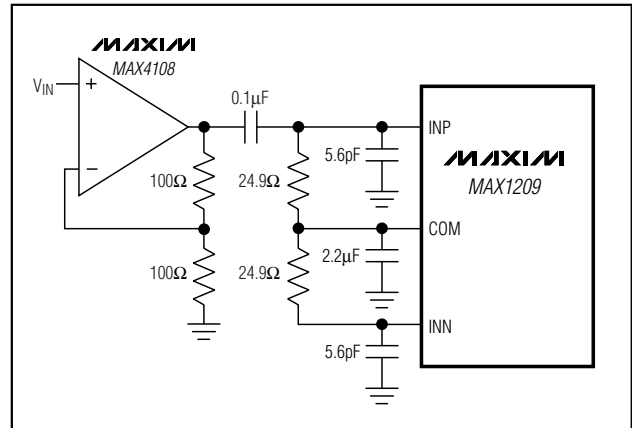 MAXIM
MAX4108
VIN
+
−
0.1µF
100Ω
100Ω
24.9Ω
24.9Ω
5.6pF
2.2µF
5.6pF
INP
MAXIM
MAX1209
COM
INN